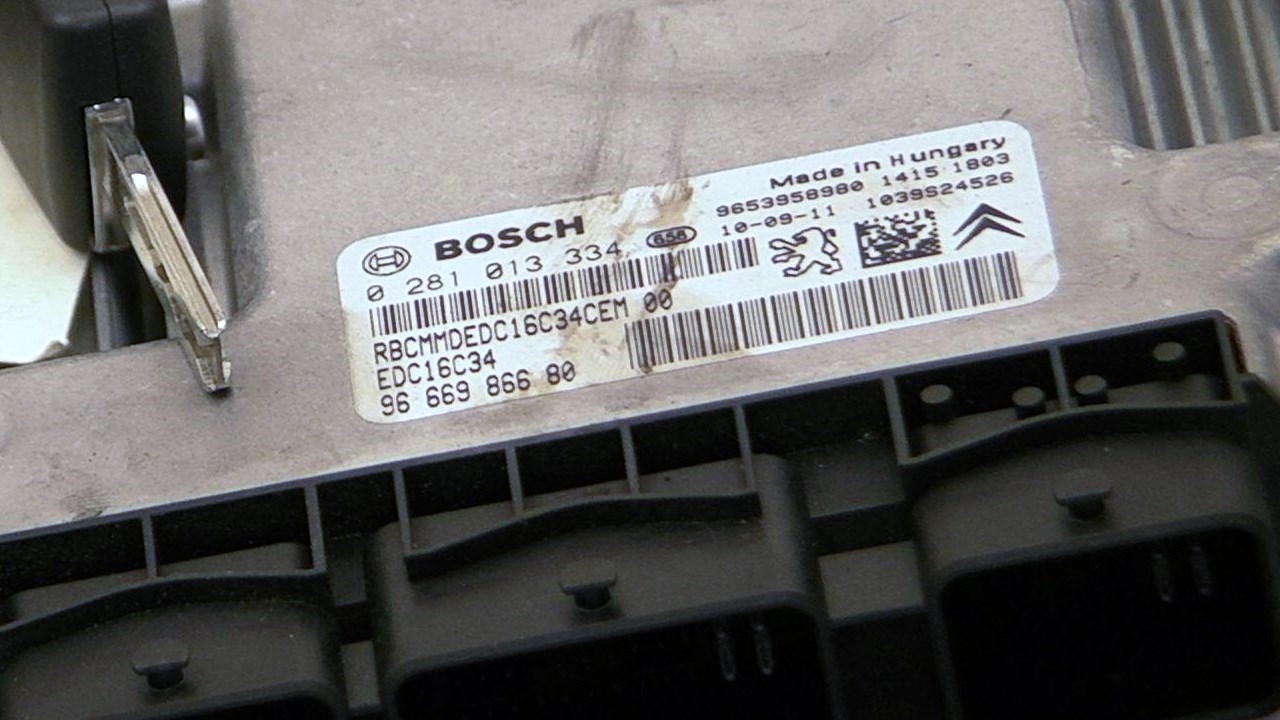 BOSCH
0 281 013 334 658
RBCMMDEDC16C34CEM 00
EDC16C34
96 669 866 80
Made in Hungary
9653958980 1415 1803
10-09-11 1039S24526